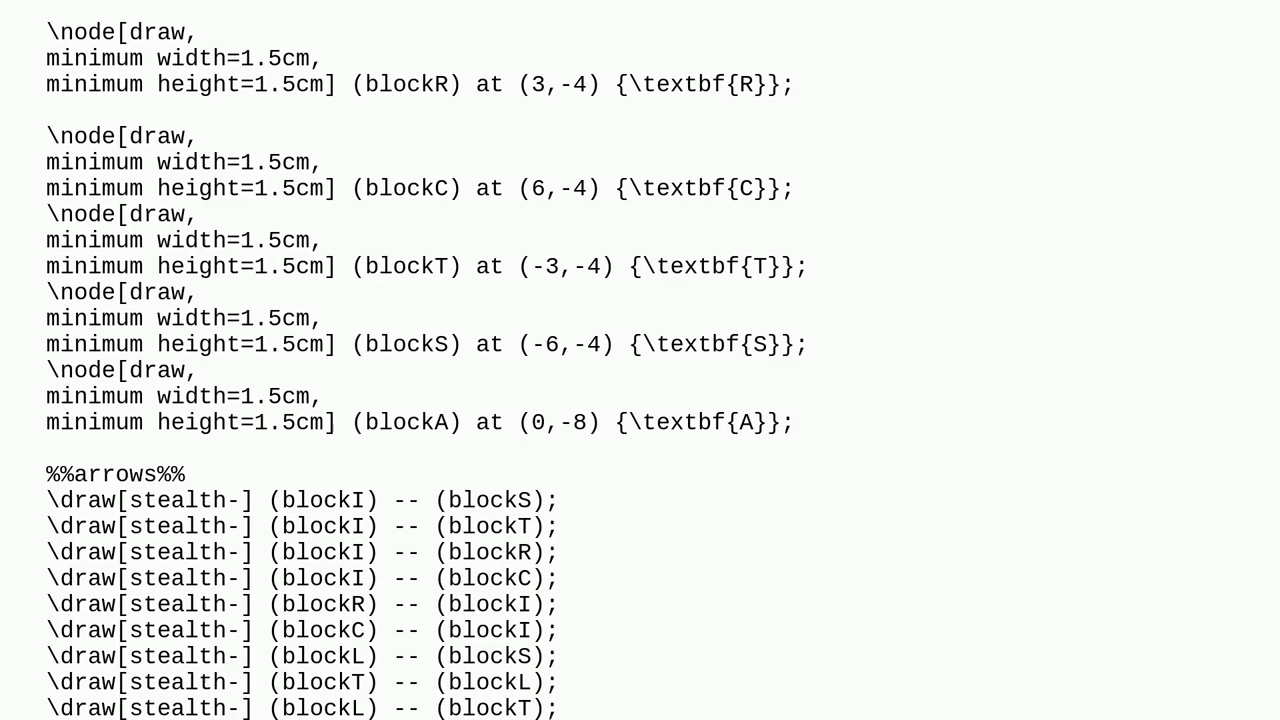 \node[draw,
minimum width=1.5cm,
minimum height=1.5cm] (blockR) at (3,-4) {\textbf{R}};
\node[draw,
minimum width=1.5cm,
minimum height=1.5cm] (blockC) at (6,-4) {\textbf{C}};
\node[draw,
minimum width=1.5cm,
minimum height=1.5cm] (blockT) at (-3,-4) {\textbf{T}};
\node[draw,
minimum width=1.5cm,
minimum height=1.5cm] (blockS) at (-6,-4) {\textbf{S}};
\node[draw,
minimum width=1.5cm,
minimum height=1.5cm] (blockA) at (0,-8) {\textbf{A}};
%%arrows%%
\draw[stealth-] (blockI) -- (blockS);
\draw[stealth-] (blockI) -- (blockT);
\draw[stealth-] (blockI) -- (blockR);
\draw[stealth-] (blockI) -- (blockC);
\draw[stealth-] (blockR) -- (blockI);
\draw[stealth-] (blockC) -- (blockI);
\draw[stealth-] (blockL) -- (blockS);
\draw[stealth-] (blockT) -- (blockL);
\draw[stealth-] (blockL) -- (blockT);